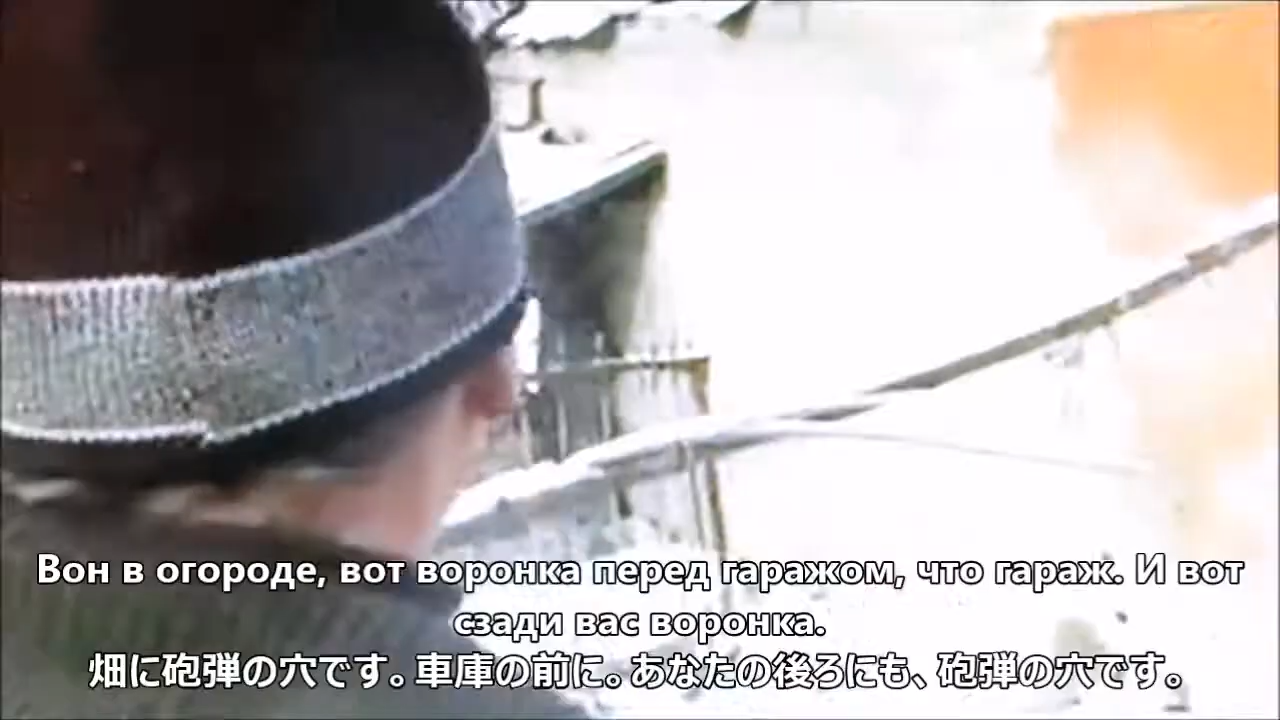 Вон в огороде, вот воронка перед гаражом, что гараж. И вот
сзади вас воронка.
畑に砲弾の穴です。車庫の前に。あなたの後ろにも、砲弾の穴です。